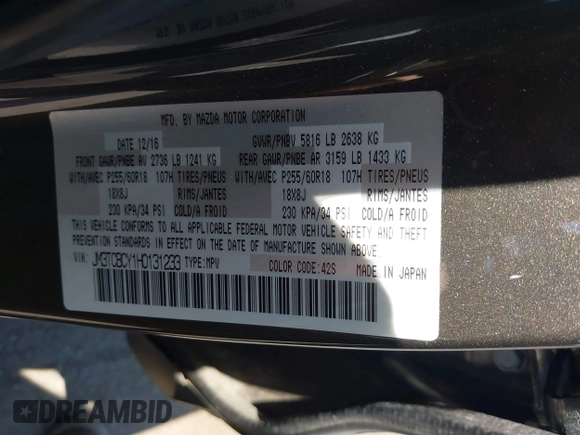 MFD. BY MAZDA MOTOR CORPORATION
DATE 12/16 GVWR/PNBV 5816 LB 2638 KG
FRONT GAWR/PNBE AV 2736 LB 1241 KG REAR GAWR/PNBE AR 3159 LB 1433 KG
WITH/AVEC P255/60R18 107H TIRES/PNEUS WITH/AVEC P255/60R18 107H TIRES/PNEUS
18X8J RIMS/JANTES 18X8J RIMS/JANTES
230 KPA/34 PSI COLD/A FROID 230 KPA/34 PSI COLD/A FROID
THIS VEHICLE CONFORMS TO ALL APPLICABLE FEDERAL MOTOR VEHICLE SAFETY AND THEFT
PREVENTION STANDARDS IN EFFECT ON THE DATE OF MANUFACTURE SHOWN ABOVE.
VIN: JM3TCBCY1H0131233 TYPE:MPV COLOR CODE:42S MADE IN JAPAN
DREAMBID